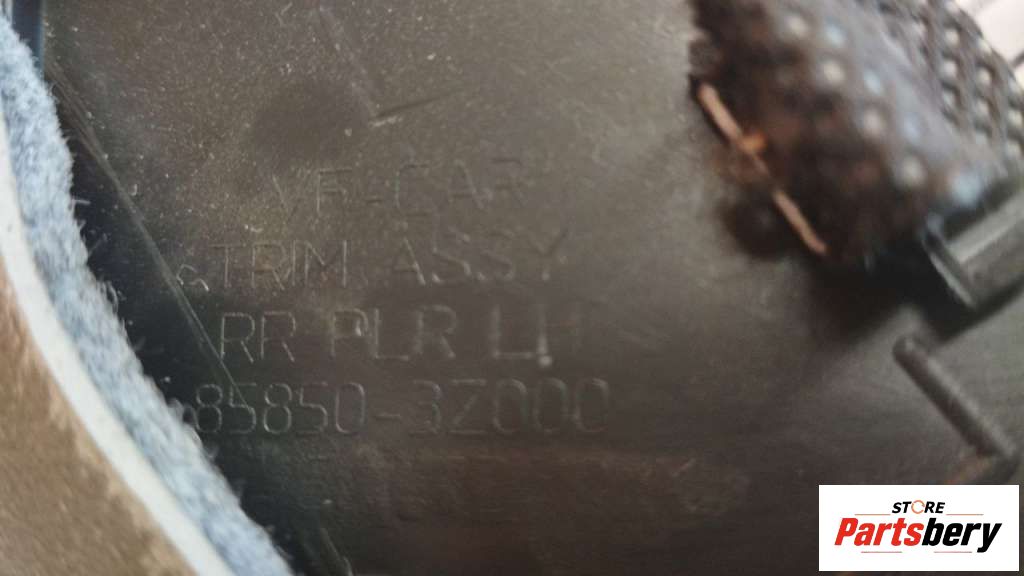 VF-CAR
TRIM ASSY
RR PLR LH
85850-3Z000
STORE
Partsbery